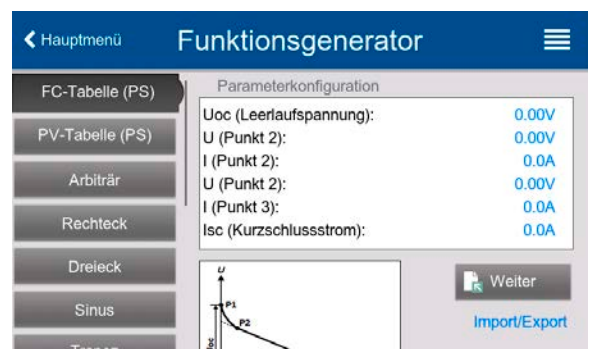 Hauptmenü
Funktionsgenerator
FC-Tabelle (PS)
PV-Tabelle (PS)
Arbiträr
Rechteck
Dreieck
Sinus
Trapez
Parameterkonfiguration
Uoc (Leerlaufspannung): 0.00V
U (Punkt 2): 0.00V
I (Punkt 2): 0.0A
U (Punkt 2): 0.00V
I (Punkt 3): 0.0A
Isc (Kurzschlussstrom): 0.0A
U
P1
P2
Weiter
Import/Export